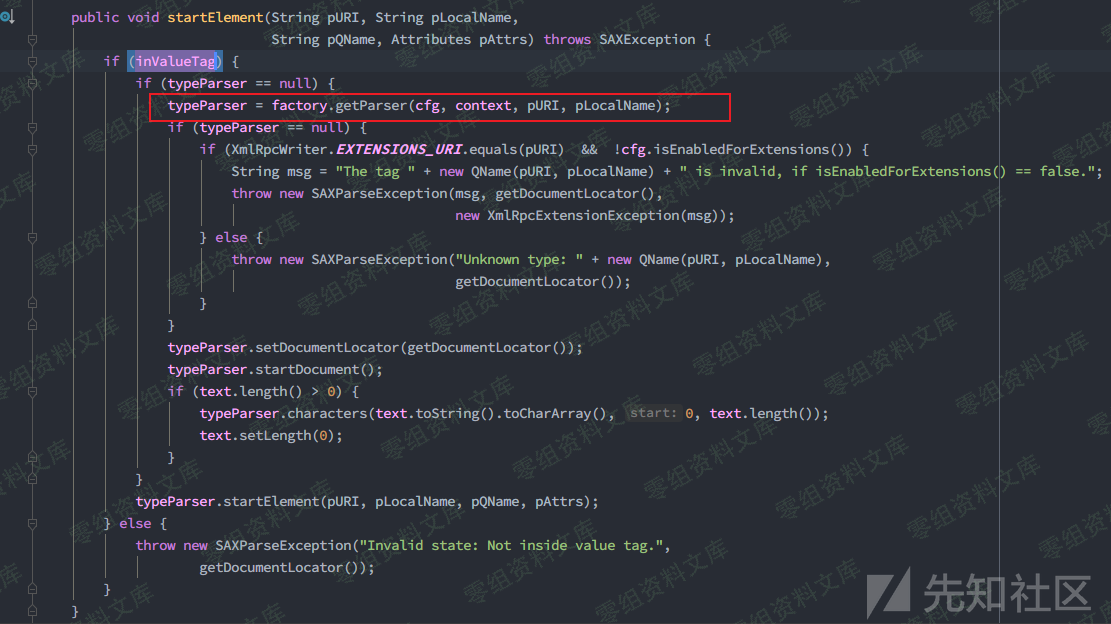 public void startElement(String pURI, String pLocalName,
String pQName, Attributes pAttrs) throws SAXException {
if (inValueTag) {
if (typeParser == null) {
typeParser = factory.getParser(cfg, context, pURI, pLocalName);
if (typeParser == null) {
if (XmlRpcWriter.EXTENSIONS_URI.equals(pURI) && !cfg.isEnabledForExtensions()) {
String msg = "The tag " + new QName(pURI, pLocalName) + " is invalid, if isEnabledForExtensions() == false.";
throw new SAXParseException(msg, getDocumentLocator(),
new XmlRpcExtensionException(msg));
} else {
throw new SAXParseException("Unknown type: " + new QName(pURI, pLocalName),
getDocumentLocator());
}
}
typeParser.setDocumentLocator(getDocumentLocator());
typeParser.startDocument();
if (text.length() > 0) {
typeParser.characters(text.toString().toCharArray(), start: 0, text.length());
text.setLength(0);
}
}
typeParser.startElement(pURI, pLocalName, pQName, pAttrs);
} else {
throw new SAXParseException("Invalid state: Not inside value tag.",
getDocumentLocator());
}
}
零组资料文库
先知社区